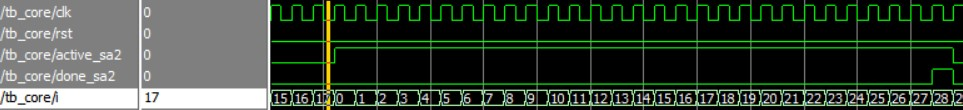 /tb_core/clk 0
/tb_core/rst 0
/tb_core/active_sa2 0
/tb_core/done_sa2 0
/tb_core/i 17 15 16 0 1 2 3 4 5 6 7 8 9 10 11 12 13 14 15 16 17 18 19 20 21 22 23 24 25 26 27 28